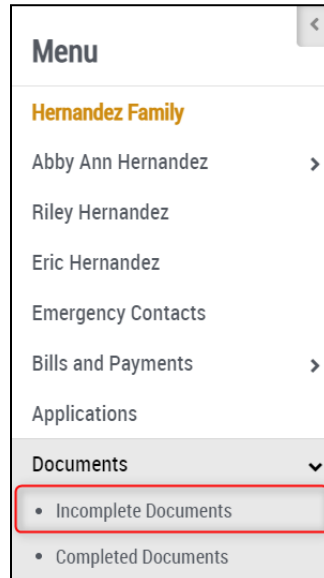 Menu
Hernandez Family
Abby Ann Hernandez
Riley Hernandez
Eric Hernandez
Emergency Contacts
Bills and Payments
Applications
Documents
• Incomplete Documents
• Completed Documents